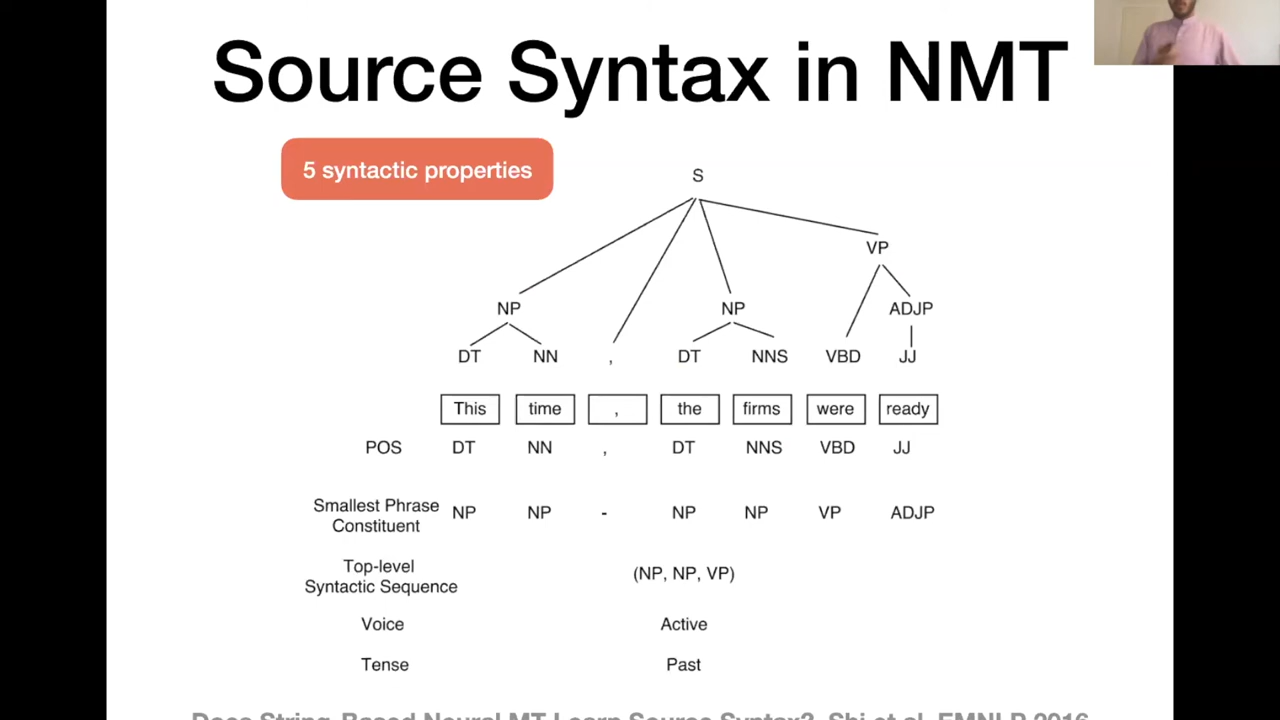 Source Syntax in NMT
5 syntactic properties
S
VP
NP NP ADJP
DT NN , DT NNS VBD JJ
This time , the firms were ready
POS DT NN , DT NNS VBD JJ
Smallest Phrase
Constituent NP NP - NP NP VP ADJP
Top-level
Syntactic Sequence (NP, NP, VP)
Voice Active
Tense Past
Does String-Based Neural MT Learn Source Syntax?, Shi et al. EMNLP 2016